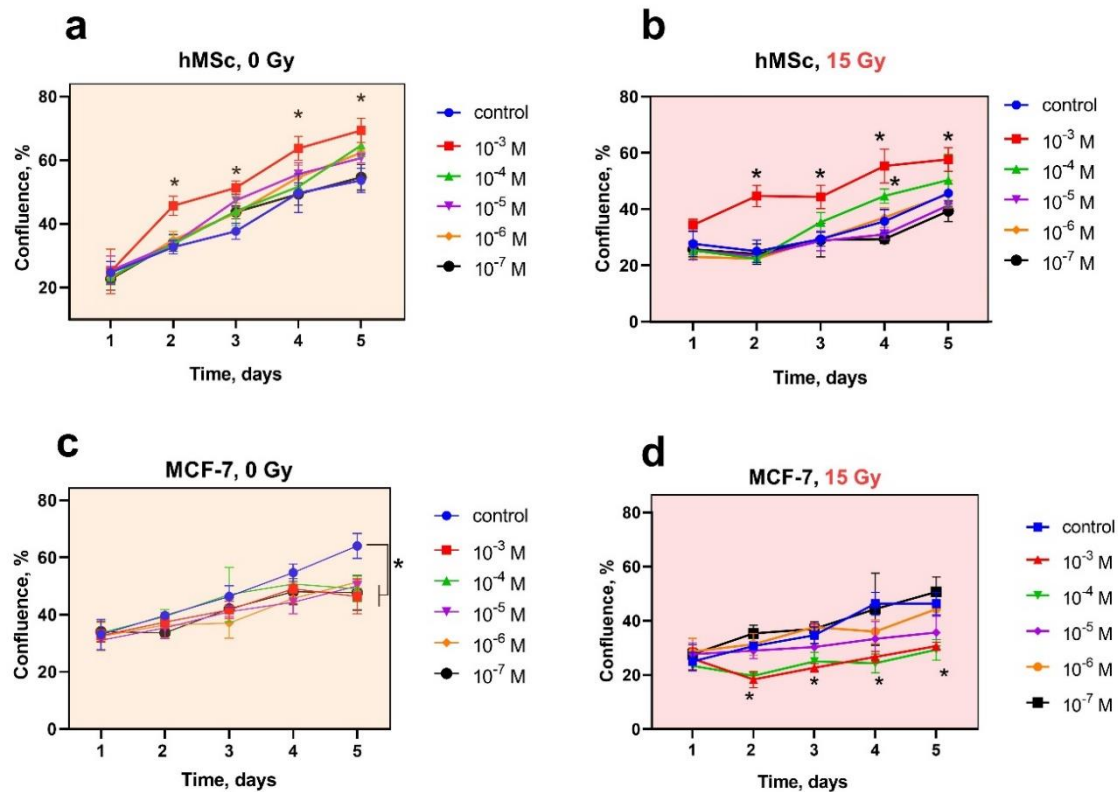 a
hMSc, 0 Gy
Confluence, %
80
60
40
20
1 2 3 4 5
Time, days
* * * *
control
10⁻³ M
10⁻⁴ M
10⁻⁵ M
10⁻⁶ M
10⁻⁷ M
b
hMSc, 15 Gy
Confluence, %
80
60
40
20
0
1 2 3 4 5
Time, days
* * * * *
control
10⁻³ M
10⁻⁴ M
10⁻⁵ M
10⁻⁶ M
10⁻⁷ M
c
MCF-7, 0 Gy
Confluence, %
80
60
40
20
0
1 2 3 4 5
Time, days
*
control
10⁻³ M
10⁻⁴ M
10⁻⁵ M
10⁻⁶ M
10⁻⁷ M
d
MCF-7, 15 Gy
Confluence, %
80
60
40
20
0
1 2 3 4 5
Time, days
* * * *
control
10⁻³ M
10⁻⁴ M
10⁻⁵ M
10⁻⁶ M
10⁻⁷ M